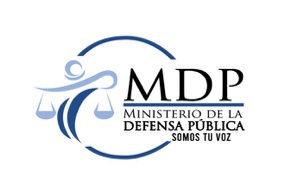 MDP
MINISTERIO DE LA
DEFENSA PÚBLICA
SOMOS TU VOZ